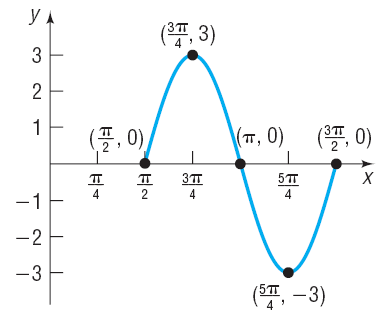 y
(3π/4, 3)
3
2
1
(π/2, 0) (π, 0) (3π/2, 0)
π/4 π/2 3π/4 5π/4 x
−1
−2
−3
(5π/4, −3)